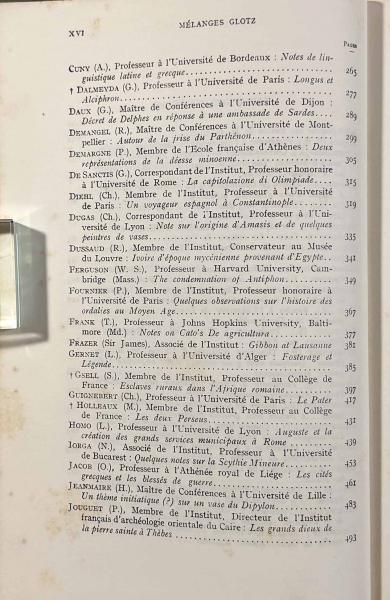 XVI
MÉLANGES GLOTZ
Pages
CUNY (A.), Professeur à l'Université de Bordeaux : Notes de lin-
guistique latine et grecque 265
† DALMEYDA (G.), Professeur à l'Université de Paris : Longus et
Alciphron 277
DAUX (G.), Maître de Conférences à l'Université de Dijon :
Décret de Delphes en réponse à une ambassade de Sardes 289
DEMANGEL (R.), Maître de Conférences à l'Université de Mont-
pellier : Autour de la frise du Parthénon 299
DEMARGNE (P.), Membre de l'Ecole française d'Athènes : Deux
représentations de la déesse minoenne 305
DE SANCTIS (G.), Correspondant de l'Institut, Professeur honoraire
à l'Université de Rome : La capitolazione di Olimpiade 315
DIEHL (Ch.), Membre de l'Institut, Professeur à l'Université
de Paris : Un voyageur espagnol à Constantinople 319
DUGAS (Ch.), Correspondant de l'Institut, Professeur à l'Uni-
versité de Lyon : Note sur l'origine d'Amasis et de quelques
peintres de vases 335
DUSSAUD (R.), Membre de l'Institut, Conservateur au Musée
du Louvre : Ivoire d'époque mycénienne provenant d'Egypte 341
FERGUSON (W. S.), Professeur à Harvard University, Cam-
bridge (Mass.) : The condemnation of Antiphon 349
FOURNIER (P.), Membre de l'Institut, Professeur honoraire à
l'Université de Paris : Quelques observations sur l'histoire des
ordalies au Moyen Age 367
FRANK (T.), Professeur à Johns Hopkins University, Balti-
more (Md.) : Notes on Cato's De agricultura 377
FRAZER (Sir James), Associé de l'Institut : Gibbon at Lausanne 381
GERNET (L.), Professeur à l'Université d'Alger : Fosterage et
Légende 385
† GSELL (S.), Membre de l'Institut, Professeur au Collège de
France : Esclaves ruraux dans l'Afrique romaine 397
GUIGNEBERT (Ch.), Professeur à l'Université de Paris : Le Pater 417
† HOLLEAUX (M.), Membre de l'Institut, Professeur au Collège
de France : Les deux Perseus 431
HOMO (L.), Professeur à l'Université de Lyon : Auguste et la
création des grands services municipaux à Rome 439
IORGA (N.), Associé de l'Institut, Professeur à l'Université
de Bucarest : Quelques notes sur la Scythie Mineure 453
JACOB (O.), Professeur à l'Athénée royal de Liége : Les cités
grecques et les blessés de guerre 461
JEANMAIRE (H.), Maître de Conférences à l'Université de Lille :
Un thème initiatique (?) sur un vase du Dipylon 483
JOUGUET (P.), Membre de l'Institut, Directeur de l'Institut
français d'archéologie orientale du Caire : Les grands dieux de
la pierre sainte à Thèbes 493